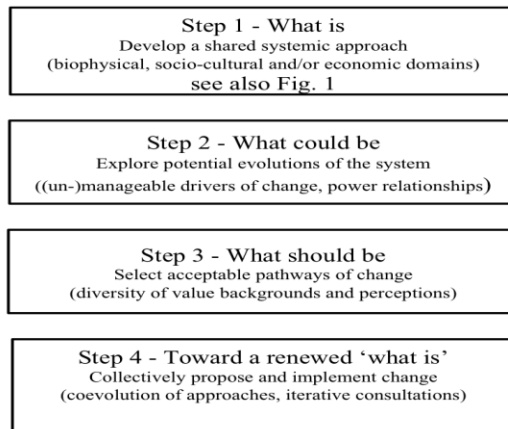 Step 1 - What is
Develop a shared systemic approach
(biophysical, socio-cultural and/or economic domains)
see also Fig. 1
Step 2 - What could be
Explore potential evolutions of the system
((un-)manageable drivers of change, power relationships)
Step 3 - What should be
Select acceptable pathways of change
(diversity of value backgrounds and perceptions)
Step 4 - Toward a renewed ‘what is’
Collectively propose and implement change
(coevolution of approaches, iterative consultations)